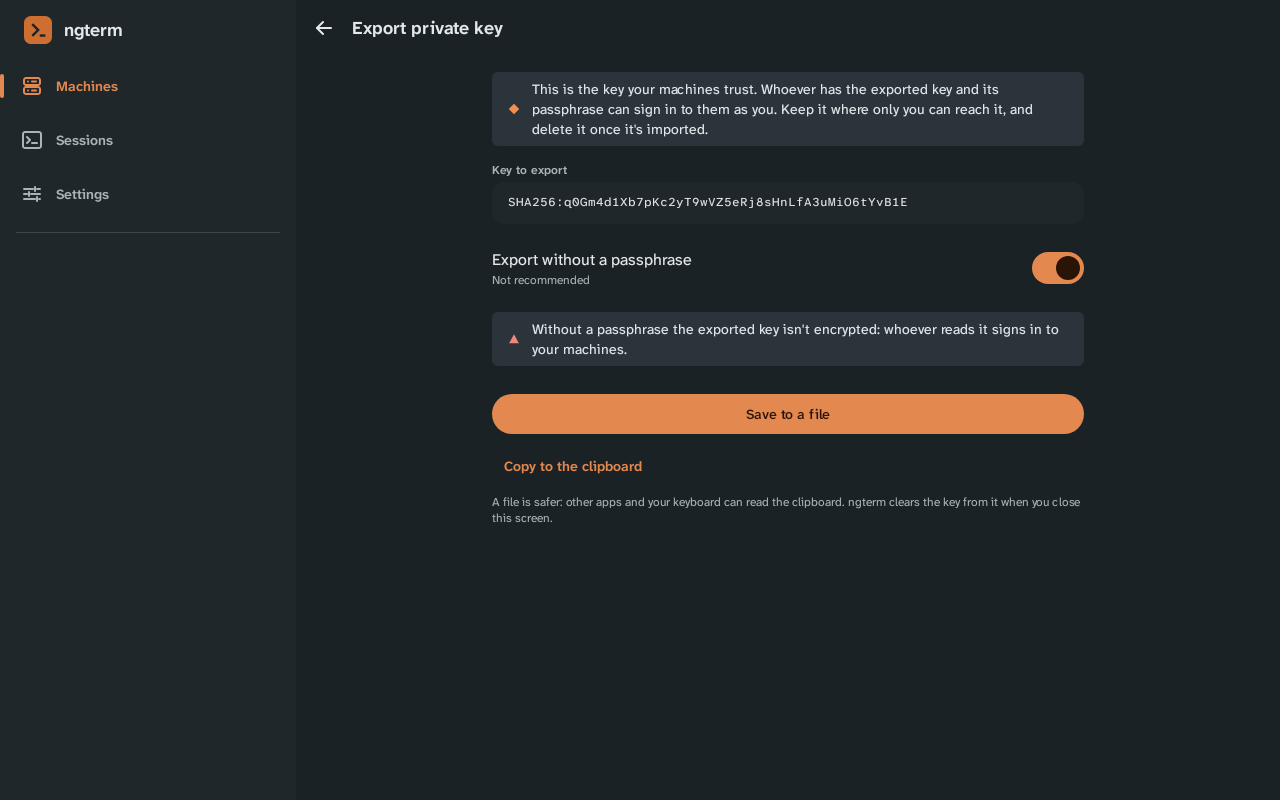 ngterm
Machines
Sessions
Settings
Export private key
This is the key your machines trust. Whoever has the exported key and its
passphrase can sign in to them as you. Keep it where only you can reach it, and
delete it once it's imported.
Key to export
SHA256:q0Gm4d1Xb7pKc2yT9wVZ5eRj8sHnLfA3uMiO6tYvB1E
Export without a passphrase
Not recommended
Without a passphrase the exported key isn't encrypted: whoever reads it signs in to
your machines.
Save to a file
Copy to the clipboard
A file is safer: other apps and your keyboard can read the clipboard. ngterm clears the key from it when you close
this screen.